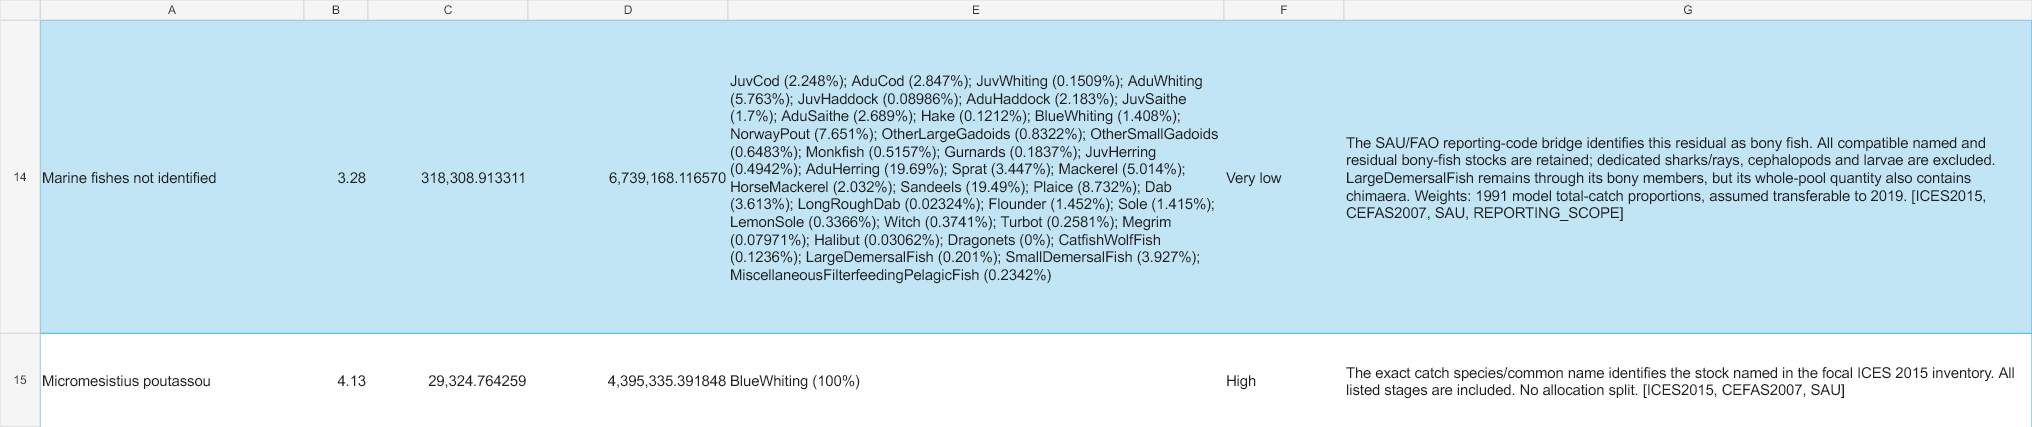 A B C D E F G
14 Marine fishes not identified 3.28 318,308.913311 6,739,168.116570
JuvCod (2.248%); AduCod (2.847%); JuvWhiting (0.1509%); AduWhiting
(5.763%); JuvHaddock (0.08986%); AduHaddock (2.183%); JuvSaithe
(1.7%); AduSaithe (2.689%); Hake (0.1212%); BlueWhiting (1.408%);
NorwayPout (7.651%); OtherLargeGadoids (0.8322%); OtherSmallGadoids
(0.6483%); Monkfish (0.5157%); Gurnards (0.1837%); JuvHerring
(0.4942%); AduHerring (19.69%); Sprat (3.447%); Mackerel (5.014%);
HorseMackerel (2.032%); Sandeels (19.49%); Plaice (8.732%); Dab
(3.613%); LongRoughDab (0.02324%); Flounder (1.452%); Sole (1.415%);
LemonSole (0.3366%); Witch (0.3741%); Turbot (0.2581%); Megrim
(0.07971%); Halibut (0.03062%); Dragonets (0%); CatfishWolfFish
(0.1236%); LargeDemersalFish (0.201%); SmallDemersalFish (3.927%);
MiscellaneousFilterfeedingPelagicFish (0.2342%)
Very low
The SAU/FAO reporting-code bridge identifies this residual as bony fish. All compatible named and
residual bony-fish stocks are retained; dedicated sharks/rays, cephalopods and larvae are excluded.
LargeDemersalFish remains through its bony members, but its whole-pool quantity also contains
chimaera. Weights: 1991 model total-catch proportions, assumed transferable to 2019. [ICES2015,
CEFAS2007, SAU, REPORTING_SCOPE]
15 Micromesistius poutassou 4.13 29,324.764259 4,395,335.391848 BlueWhiting (100%) High
The exact catch species/common name identifies the stock named in the focal ICES 2015 inventory. All
listed stages are included. No allocation split. [ICES2015, CEFAS2007, SAU]